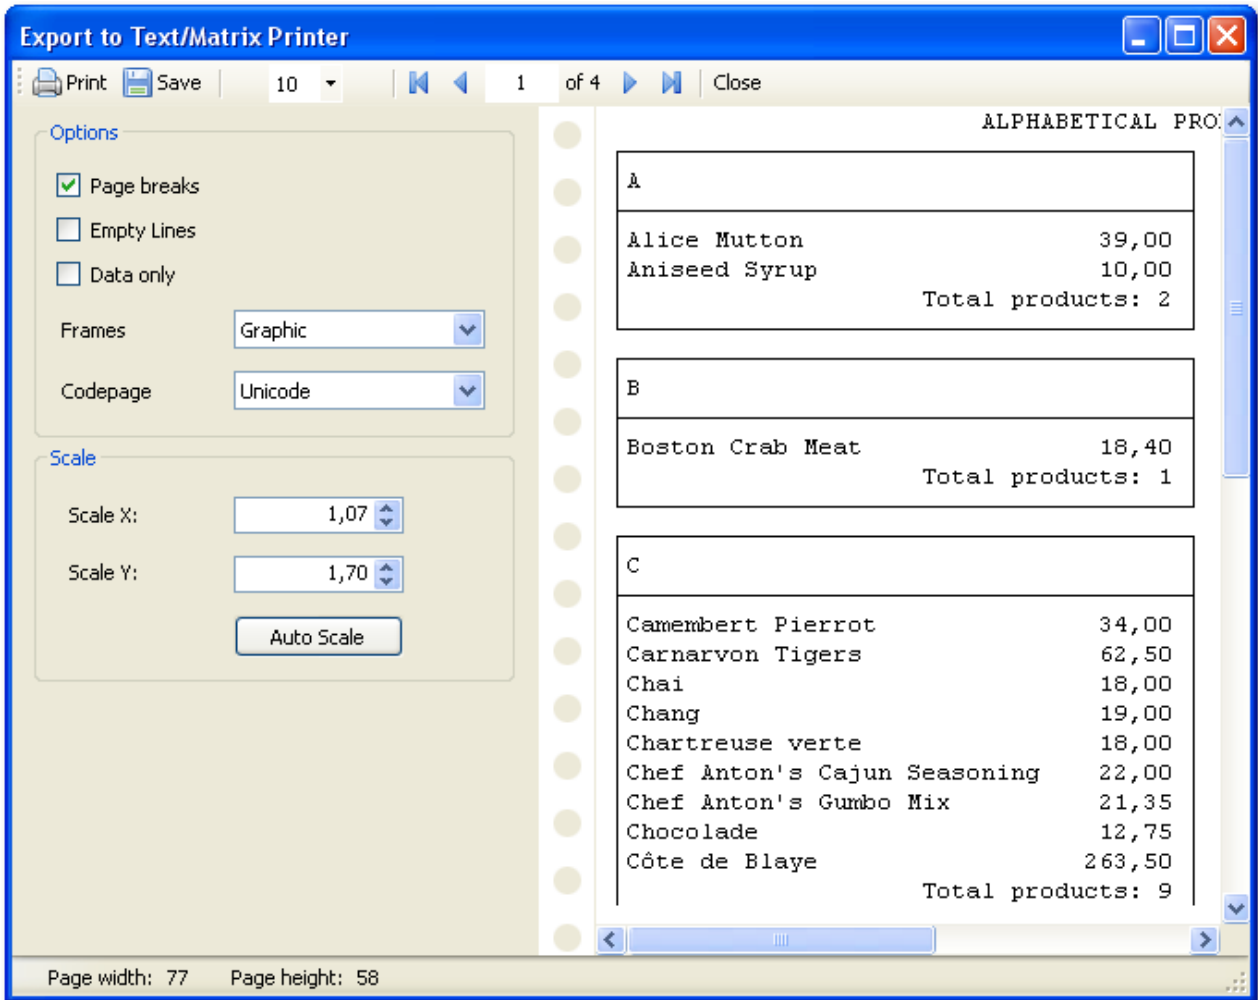 Export to Text/Matrix Printer
Print Save 10 1 of 4 Close
Options
Page breaks
Empty Lines
Data only
Frames Graphic
Codepage Unicode
Scale
Scale X: 1,07
Scale Y: 1,70
Auto Scale
ALPHABETICAL PRO
A
Alice Mutton 39,00
Aniseed Syrup 10,00
Total products: 2
B
Boston Crab Meat 18,40
Total products: 1
C
Camembert Pierrot 34,00
Carnarvon Tigers 62,50
Chai 18,00
Chang 19,00
Chartreuse verte 18,00
Chef Anton's Cajun Seasoning 22,00
Chef Anton's Gumbo Mix 21,35
Chocolade 12,75
Côte de Blaye 263,50
Total products: 9
Page width: 77 Page height: 58